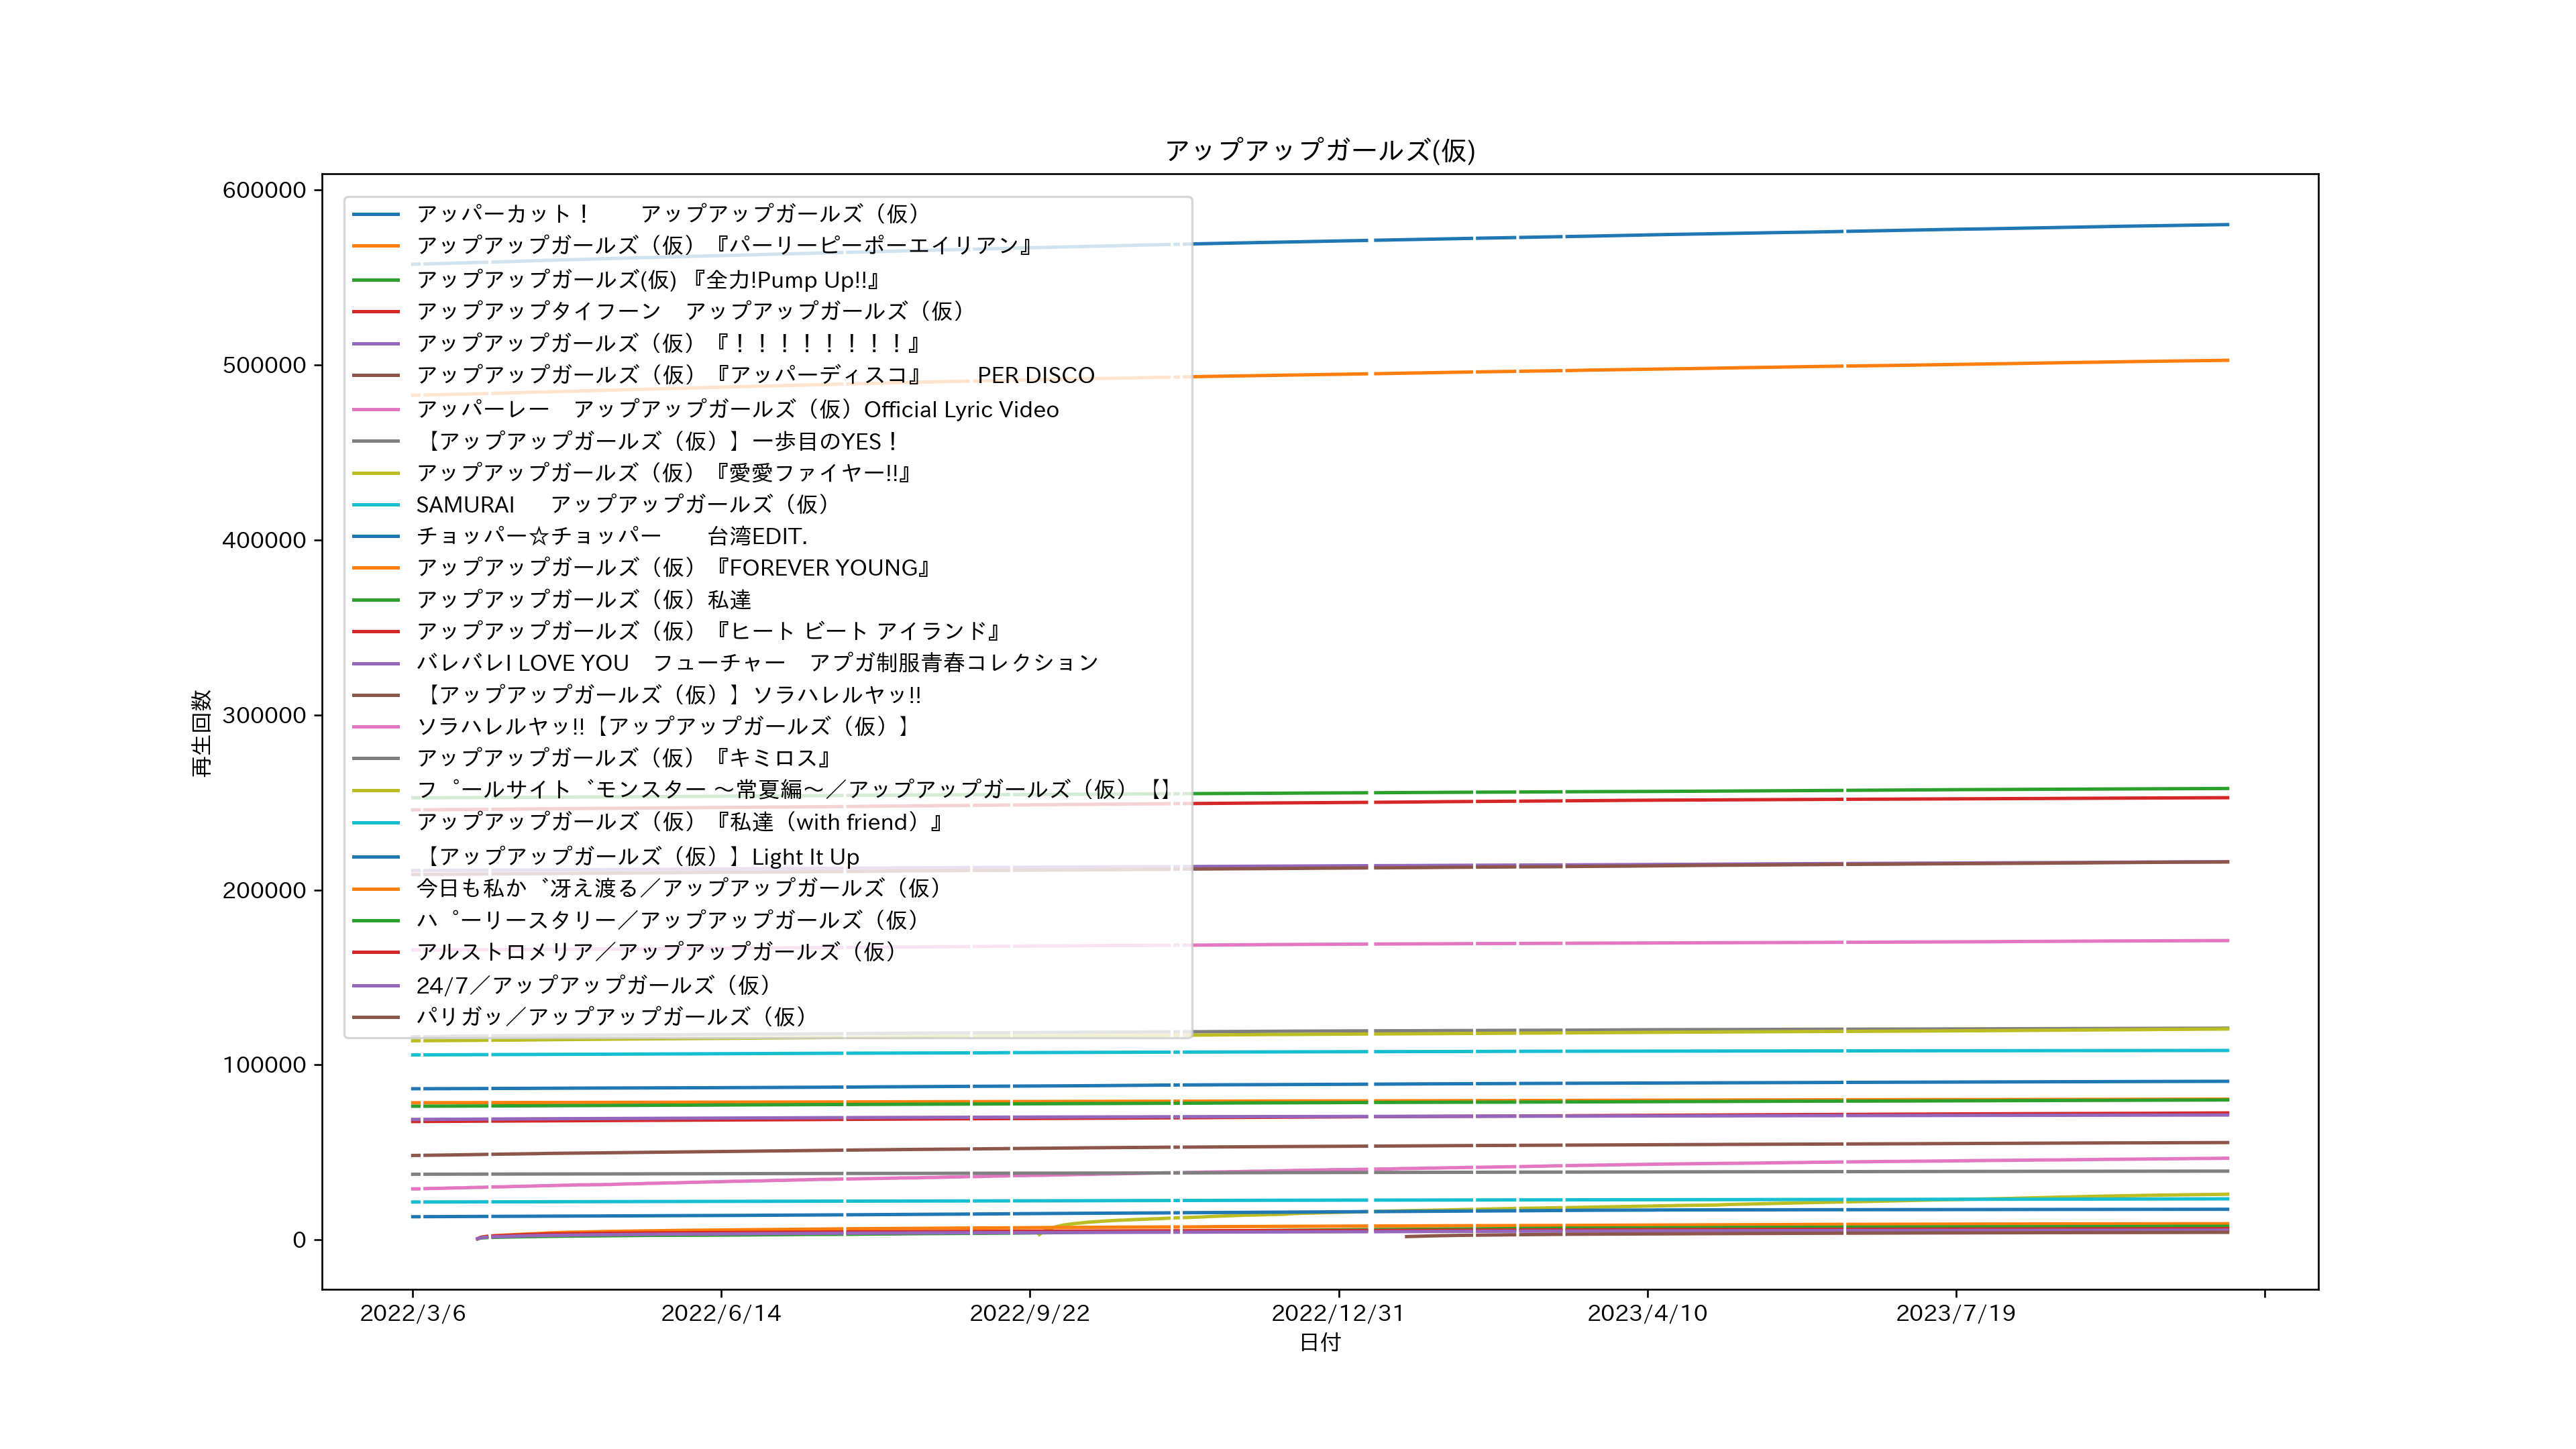 アップアップガールズ(仮)
600000
500000
400000
300000
200000
100000
0
再生回数
アッパーカット！　　アップアップガールズ（仮）
アップアップガールズ（仮）『パーリーピーポーエイリアン』
アップアップガールズ(仮) 『全力!Pump Up!!』
アップアップタイフーン　アップアップガールズ（仮）
アップアップガールズ（仮）『！！！！！！！！』
アップアップガールズ（仮）『アッパーディスコ』　　PER DISCO
アッパーレー　アップアップガールズ（仮）Official Lyric Video
【アップアップガールズ（仮）】一歩目のYES！
アップアップガールズ（仮）『愛愛ファイヤー!!』
SAMURAI　 アップアップガールズ（仮）
チョッパー☆チョッパー　　台湾EDIT.
アップアップガールズ（仮）『FOREVER YOUNG』
アップアップガールズ（仮）私達
アップアップガールズ（仮）『ヒート ビート アイランド』
バレバレI LOVE YOU　フューチャー　アプガ制服青春コレクション
【アップアップガールズ（仮）】ソラハレルヤッ!!
ソラハレルヤッ!!【アップアップガールズ（仮）】
アップアップガールズ（仮）『キミロス』
フ゜ールサイト゛モンスター 〜常夏編〜／アップアップガールズ（仮）【】
アップアップガールズ（仮）『私達（with friend）』
【アップアップガールズ（仮）】Light It Up
今日も私か゛冴え渡る／アップアップガールズ（仮）
ハ゜ーリースタリー／アップアップガールズ（仮）
アルストロメリア／アップアップガールズ（仮）
24/7／アップアップガールズ（仮）
パリガッ／アップアップガールズ（仮）
2022/3/6 2022/6/14 2022/9/22 2022/12/31 2023/4/10 2023/7/19
日付